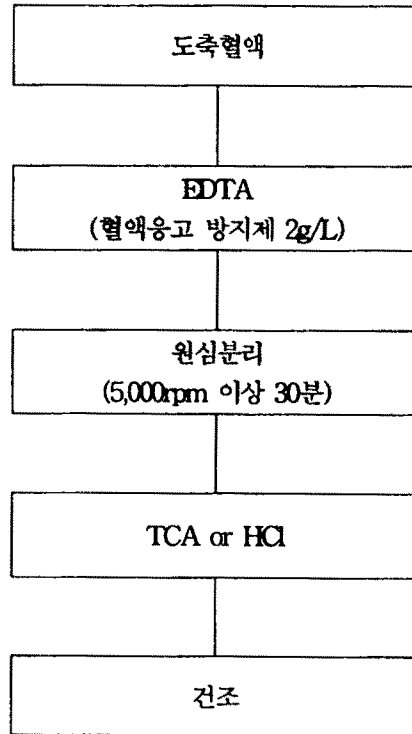 도축혈액
EDTA
(혈액응고 방지제 2g/L)
원심분리
(5,000rpm 이상 30분)
TCA or HCl
건조